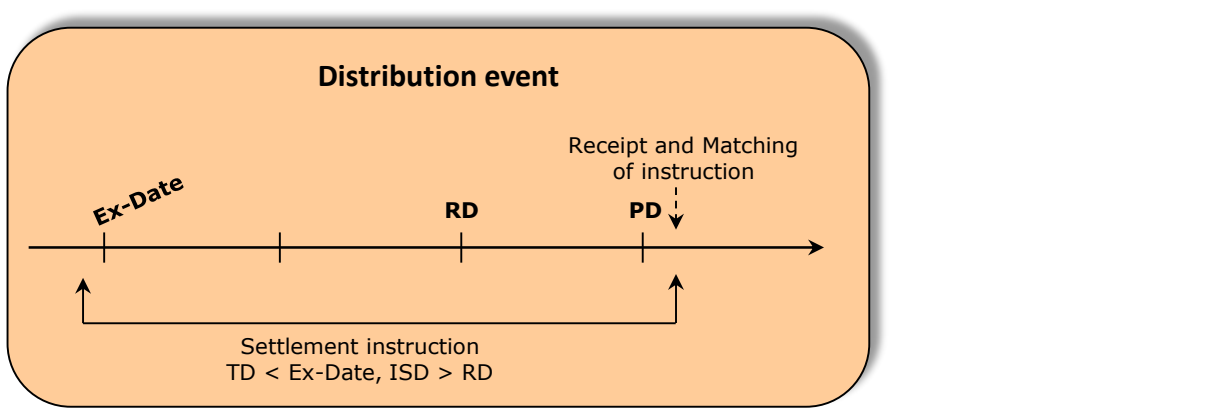 Distribution event
Receipt and Matching
of instruction
Ex-Date
RD
PD
Settlement instruction
TD < Ex-Date, ISD > RD